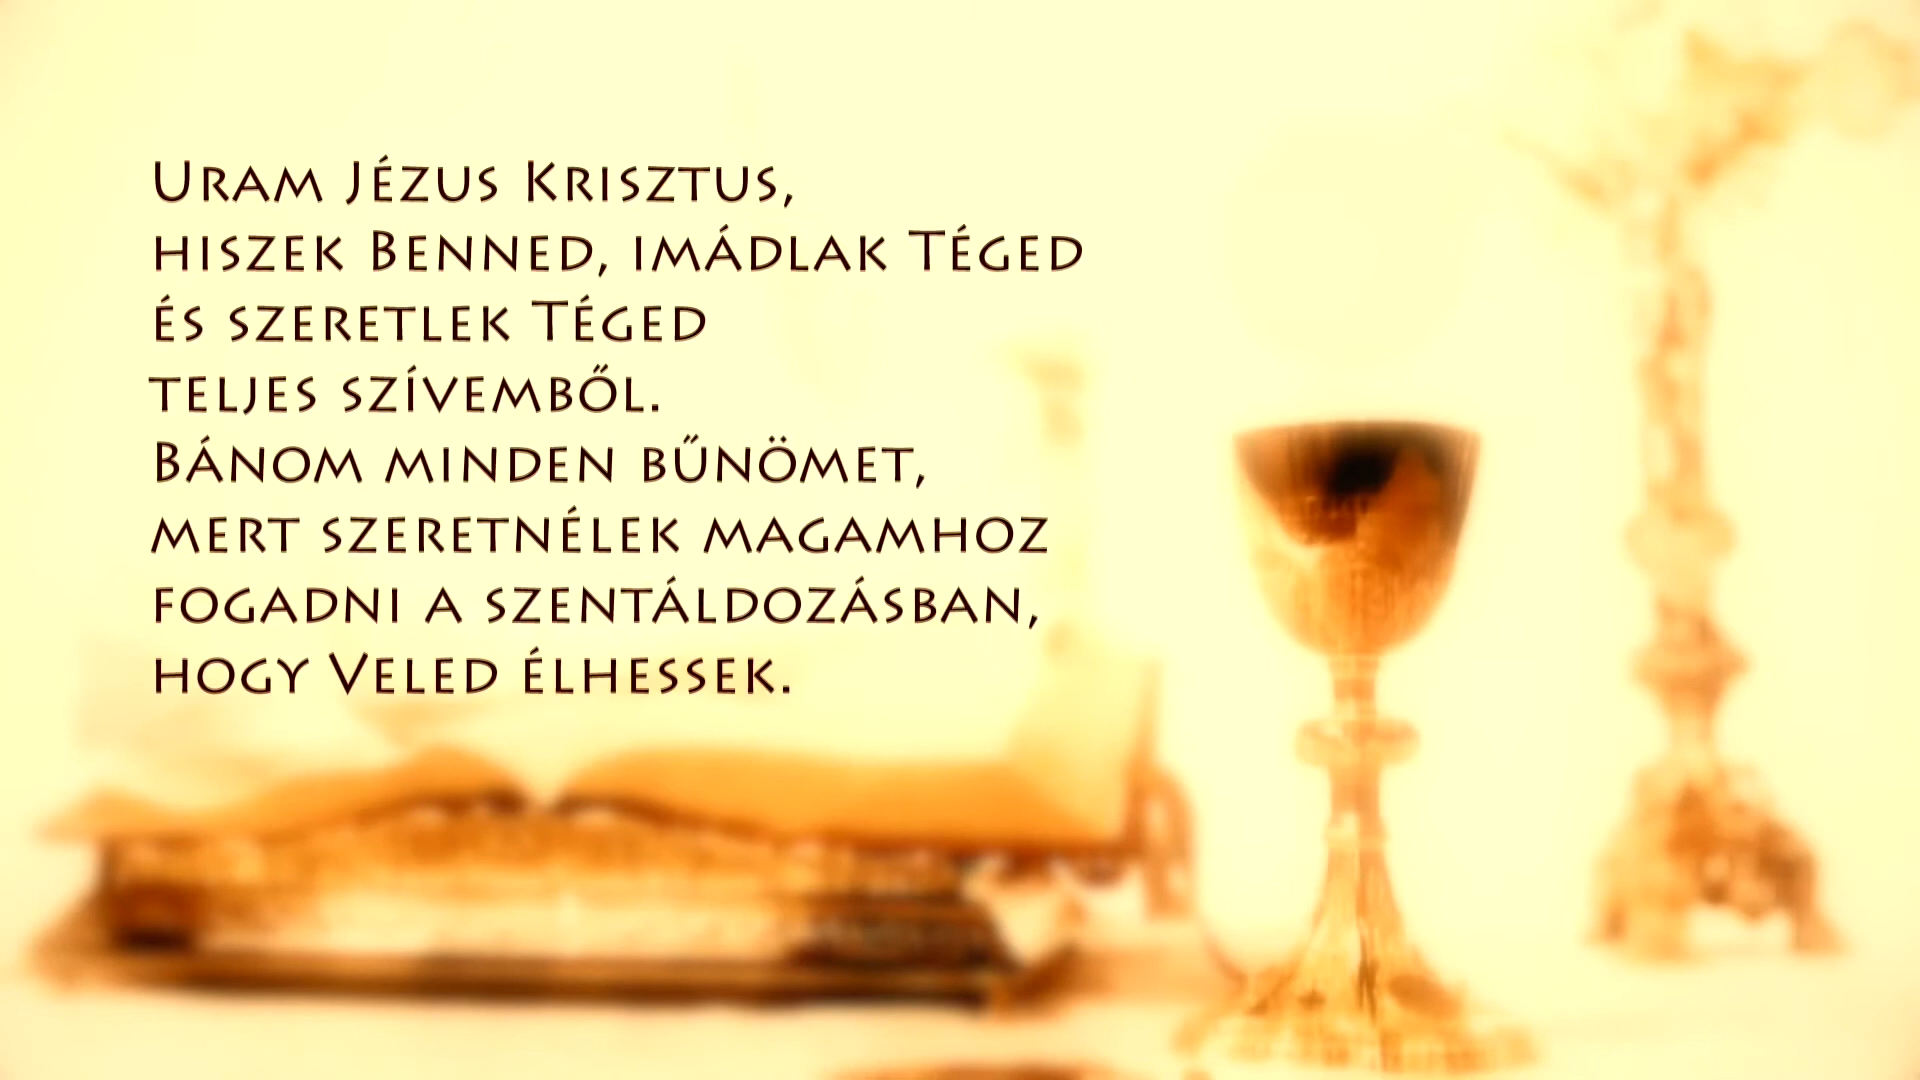 Uram Jézus Krisztus,
hiszek Benned, imádlak Téged
és szeretlek Téged
teljes szívemből.
Bánom minden bűnömet,
mert szeretnélek magamhoz
fogadni a szentáldozásban,
hogy Veled élhessek.